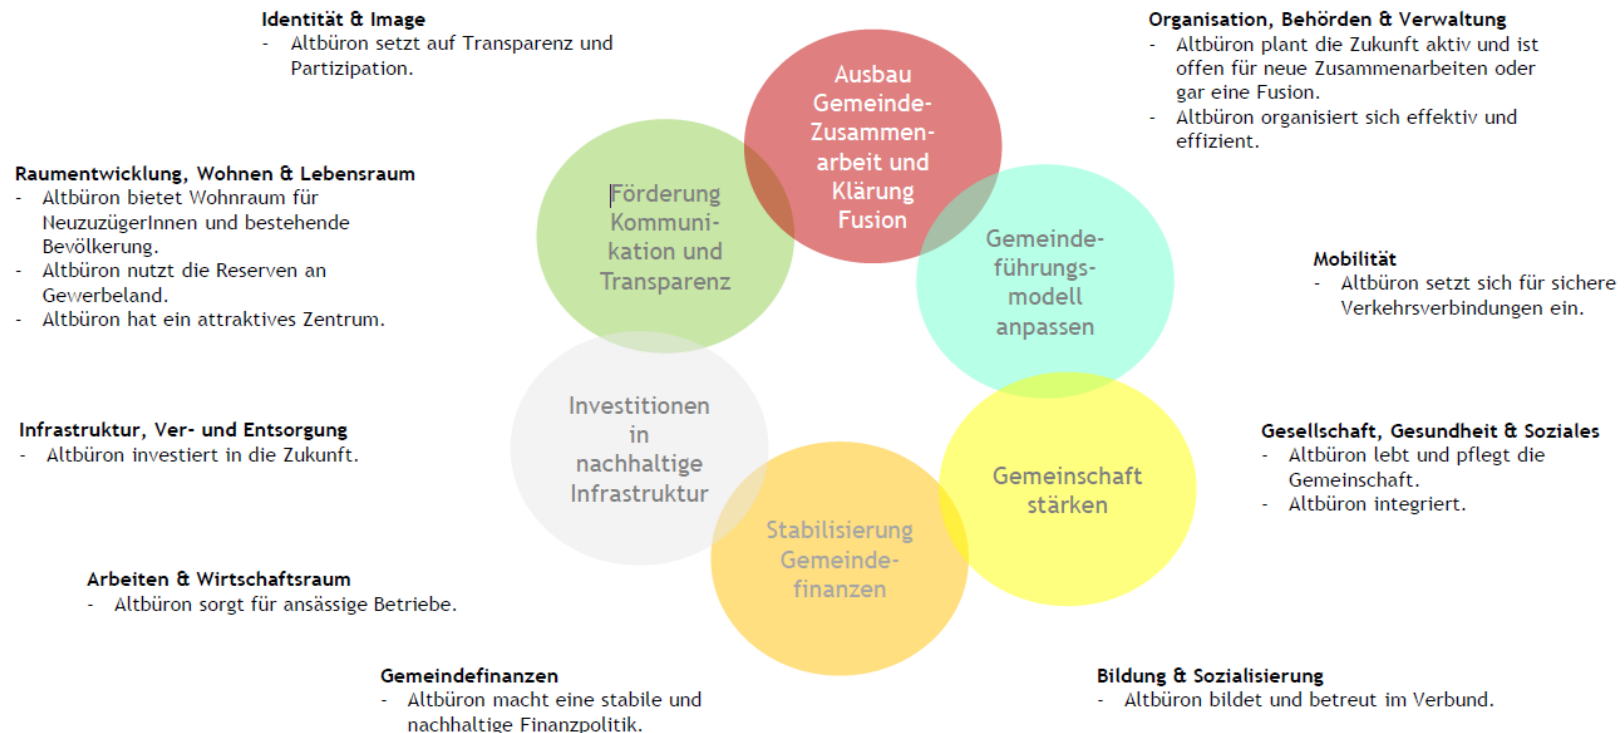 Identität & Image
- Altbüron setzt auf Transparenz und
Partizipation.
Organisation, Behörden & Verwaltung
- Altbüron plant die Zukunft aktiv und ist
offen für neue Zusammenarbeiten oder
gar eine Fusion.
- Altbüron organisiert sich effektiv und
effizient.
Ausbau
Gemeinde-
Zusammen-
arbeit und
Klärung
Fusion
Raumentwicklung, Wohnen & Lebensraum
- Altbüron bietet Wohnraum für
NeuzuzügerInnen und bestehende
Bevölkerung.
- Altbüron nutzt die Reserven an
Gewerbeland.
- Altbüron hat ein attraktives Zentrum.
Förderung
Kommuni-
kation und
Transparenz
Gemeinde-
führungs-
modell
anpassen
Mobilität
- Altbüron setzt sich für sichere
Verkehrsverbindungen ein.
Infrastruktur, Ver- und Entsorgung
- Altbüron investiert in die Zukunft.
Investitionen
in
nachhaltige
Infrastruktur
Gemeinschaft
stärken
Gesellschaft, Gesundheit & Soziales
- Altbüron lebt und pflegt die
Gemeinschaft.
- Altbüron integriert.
Stabilisierung
Gemeinde-
finanzen
Arbeiten & Wirtschaftsraum
- Altbüron sorgt für ansässige Betriebe.
Gemeindefinanzen
- Altbüron macht eine stabile und
nachhaltige Finanzpolitik.
Bildung & Sozialisierung
- Altbüron bildet und betreut im Verbund.